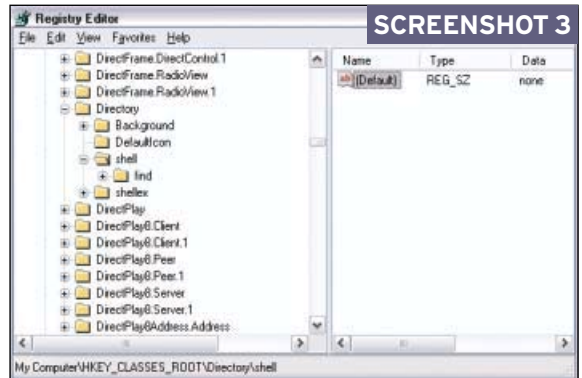 Registry Editor
SCREENSHOT 3
File Edit View Favorites Help
DirectFrame.DirectControl.1
DirectFrame.RadioView
DirectFrame.RadioView.1
Directory
Background
DefaultIcon
shell
find
shellex
DirectPlay
DirectPlay8.Client
DirectPlay8.Client.1
DirectPlay8.Peer
DirectPlay8.Peer.1
DirectPlay8.Server
DirectPlay8.Server.1
DirectPlay8Address.Address
Name Type Data
ab (Default) REG_SZ none
My Computer\HKEY_CLASSES_ROOT\Directory\shell